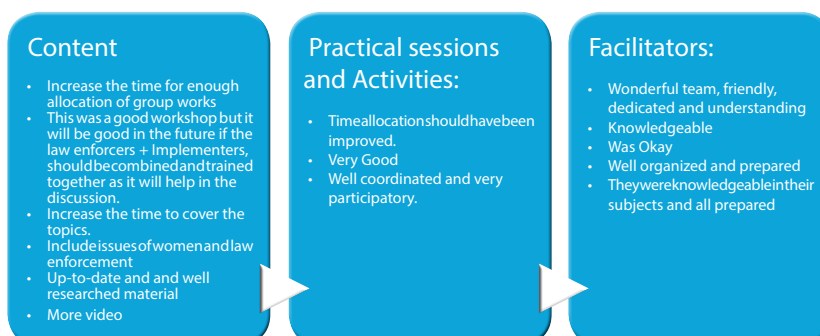 Content
• Increase the time for enough
allocation of group works
• This was a good workshop but it
will be good in the future if the
law enforcers + Implementers,
should be combined and trained
together as it will help in the
discussion.
• Increase the time to cover the
topics.
• Include issues of women and law
enforcement
• Up-to-date and and well
researched material
• More video
Practical sessions
and Activities:
• Time allocation should have been
improved.
• Very Good
• Well coordinated and very
participatory.
Facilitators:
• Wonderful team, friendly,
dedicated and understanding
• Knowledgeable
• Was Okay
• Well organized and prepared
• They were knowledgeable in their
subjects and all prepared